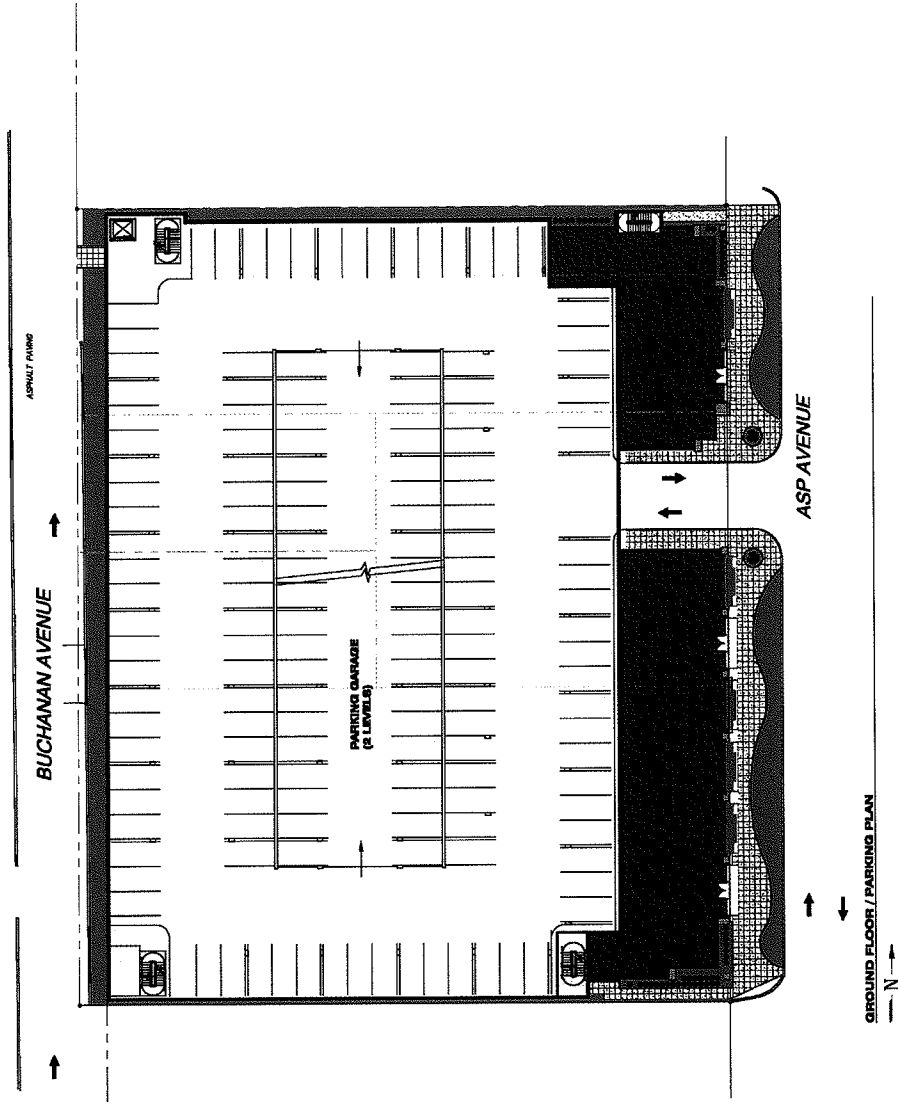 ASPHALT PAVING
BUCHANAN AVENUE
PARKING GARAGE
(2 LEVELS)
ASP AVENUE
GROUND FLOOR / PARKING PLAN
N